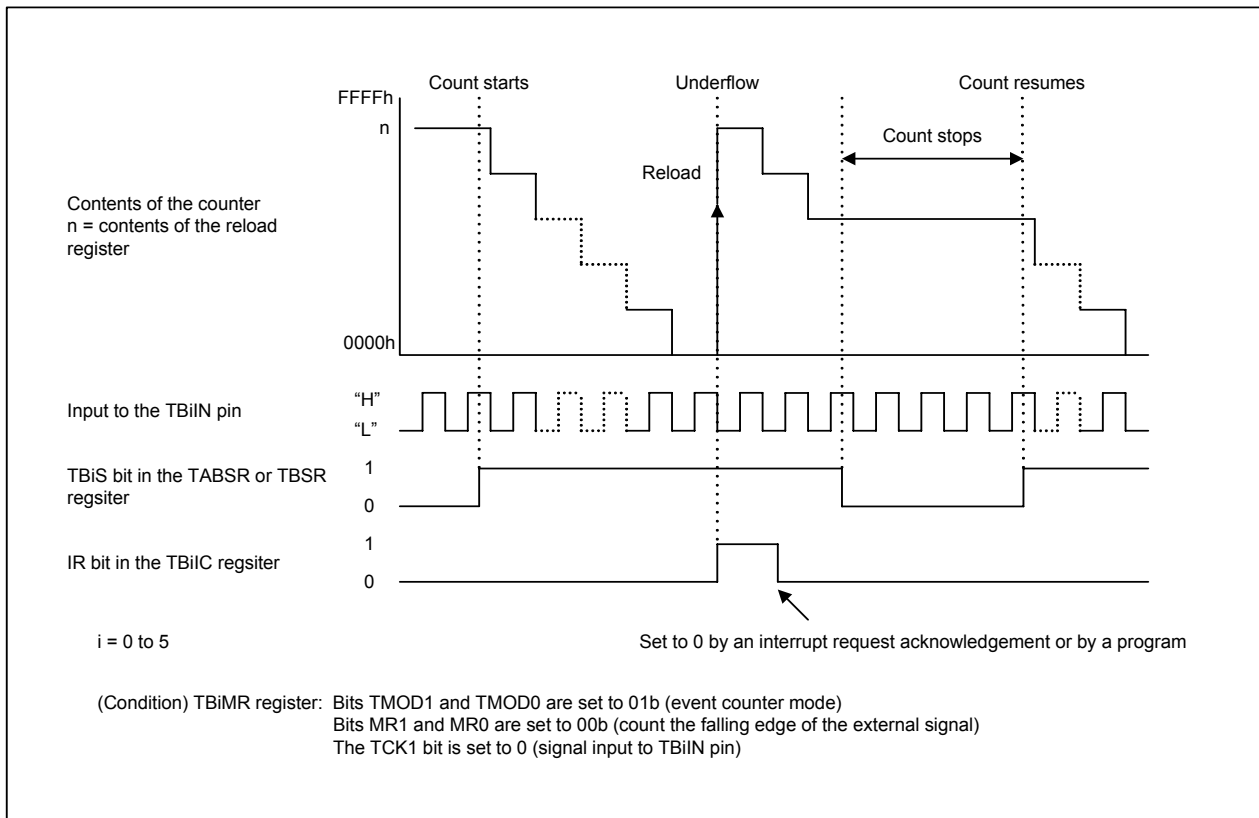 Count starts
Underflow
Count resumes
FFFFh
n
Count stops
Reload
Contents of the counter
n = contents of the reload
register
0000h
“H”
Input to the TBiIN pin
“L”
TBiS bit in the TABSR or TBSR
regsiter
1
0
IR bit in the TBiIC regsiter
1
0
i = 0 to 5
Set to 0 by an interrupt request acknowledgement or by a program
(Condition) TBiMR register: Bits TMOD1 and TMOD0 are set to 01b (event counter mode)
Bits MR1 and MR0 are set to 00b (count the falling edge of the external signal)
The TCK1 bit is set to 0 (signal input to TBiIN pin)